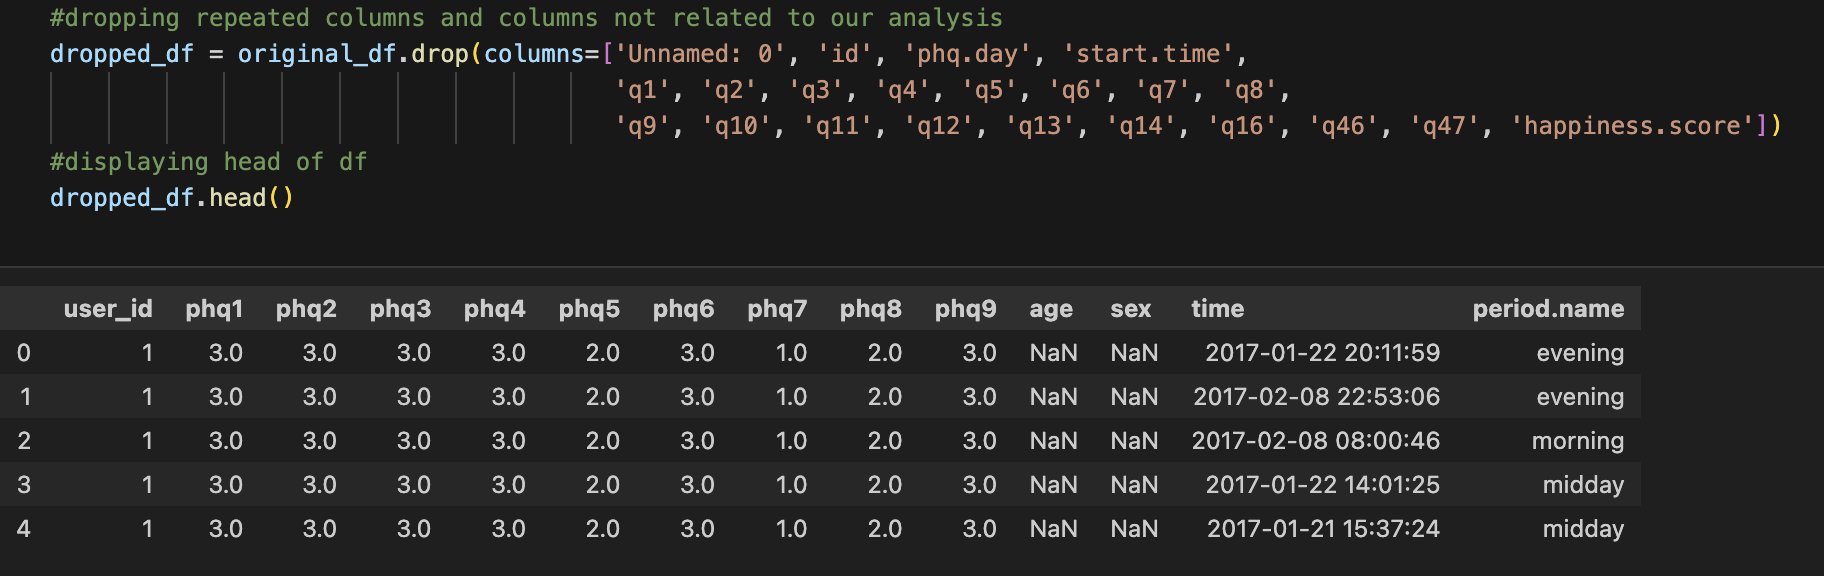 #dropping repeated columns and columns not related to our analysis
dropped_df = original_df.drop(columns=['Unnamed: 0', 'id', 'phq.day', 'start.time',
'q1', 'q2', 'q3', 'q4', 'q5', 'q6', 'q7', 'q8',
'q9', 'q10', 'q11', 'q12', 'q13', 'q14', 'q16', 'q46', 'q47', 'happiness.score'])
#displaying head of df
dropped_df.head()
user_id phq1 phq2 phq3 phq4 phq5 phq6 phq7 phq8 phq9 age sex time period.name
0 1 3.0 3.0 3.0 3.0 2.0 3.0 1.0 2.0 3.0 NaN NaN 2017-01-22 20:11:59 evening
1 1 3.0 3.0 3.0 3.0 2.0 3.0 1.0 2.0 3.0 NaN NaN 2017-02-08 22:53:06 evening
2 1 3.0 3.0 3.0 3.0 2.0 3.0 1.0 2.0 3.0 NaN NaN 2017-02-08 08:00:46 morning
3 1 3.0 3.0 3.0 3.0 2.0 3.0 1.0 2.0 3.0 NaN NaN 2017-01-22 14:01:25 midday
4 1 3.0 3.0 3.0 3.0 2.0 3.0 1.0 2.0 3.0 NaN NaN 2017-01-21 15:37:24 midday